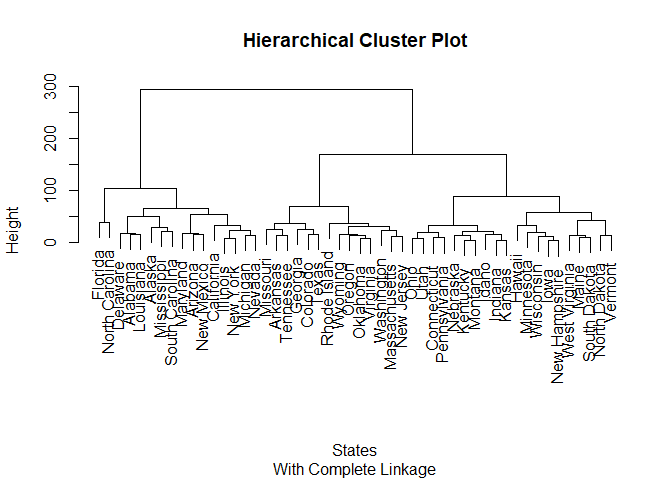 Hierarchical Cluster Plot
Height
300
200
100
0
Florida
North Carolina
Delaware
Alabama
Louisiana
Alaska
Mississippi
South Carolina
Maryland
Arizona
New Mexico
California
Illinois
New York
Michigan
Nevada
Missouri
Arkansas
Tennessee
Georgia
Colorado
Texas
Rhode Island
Wyoming
Oregon
Oklahoma
Virginia
Washington
Massachusetts
New Jersey
Ohio
Utah
Connecticut
Pennsylvania
Nebraska
Kentucky
Montana
Idaho
Indiana
Kansas
Hawaii
Minnesota
Wisconsin
Iowa
New Hampshire
West Virginia
Maine
South Dakota
North Dakota
Vermont
States
With Complete Linkage